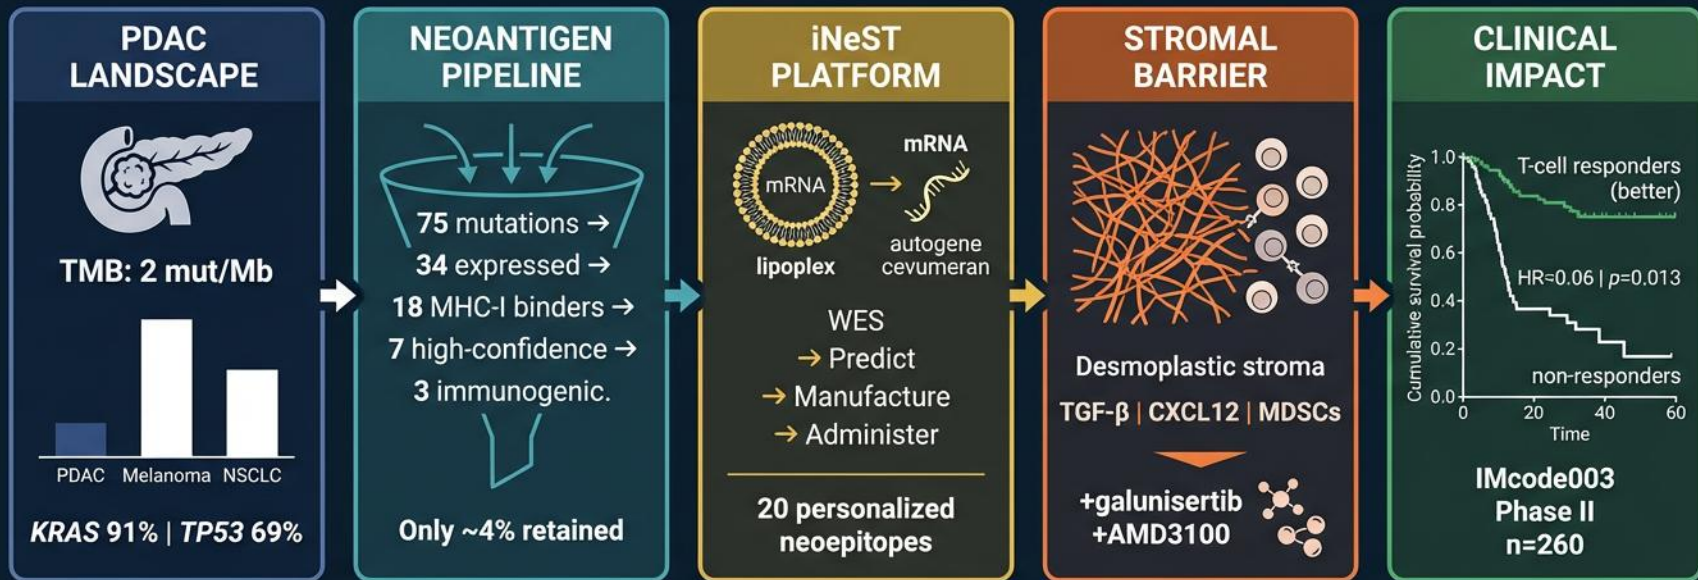 PDAC
LANDSCAPE
TMB: 2 mut/Mb
PDAC Melanoma NSCLC
KRAS 91% | TP53 69%
NEOANTIGEN
PIPELINE
75 mutations →
34 expressed →
18 MHC-I binders →
7 high-confidence →
3 immunogenic.
Only ~4% retained
iNeST
PLATFORM
mRNA
mRNA
lipoplex
autogene
cevumeran
WES
→ Predict
→ Manufacture
→ Administer
20 personalized
neoepitopes
STROMAL
BARRIER
Desmoplastic stroma
TGF-β | CXCL12 | MDSCs
+galunisertib
+AMD3100
CLINICAL
IMPACT
Cumulative survival probability
1.0
0.8
0.6
0.4
0.2
0.0
T-cell responders
(better)
HR=0.06 | p=0.013
non-responders
0 20 40 60
Time
IMcode003
Phase II
n=260